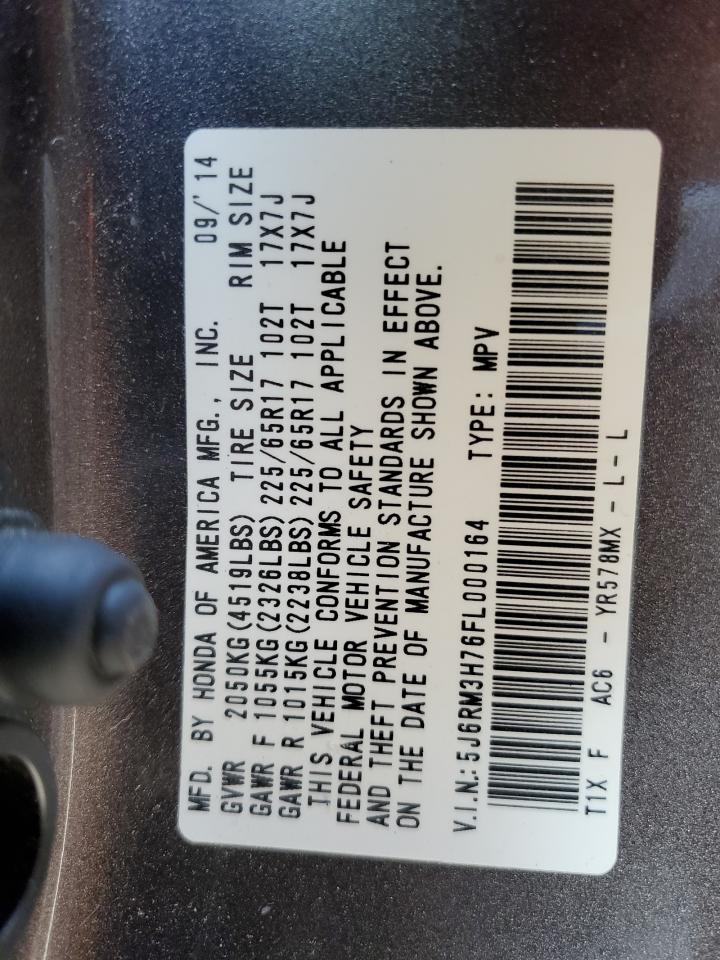 MFD. BY HONDA OF AMERICA MFG., INC. 09/'14
GVWR 2050KG(4519LBS) TIRE SIZE RIM SIZE
GAWR F 1055KG(2326LBS) 225/65R17 102T 17X7J
GAWR R 1015KG(2238LBS) 225/65R17 102T 17X7J
THIS VEHICLE CONFORMS TO ALL APPLICABLE
FEDERAL MOTOR VEHICLE SAFETY
AND THEFT PREVENTION STANDARDS IN EFFECT
ON THE DATE OF MANUFACTURE SHOWN ABOVE.
V.I.N.: 5J6RM3H76FL000164 TYPE: MPV
T1X F AC6 - YR578MX - L - L